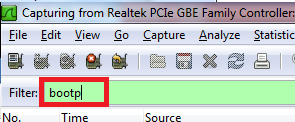 Capturing from Realtek PCIe GBE Family Controller:
File Edit View Go Capture Analyze Statistic
Filter: bootp
No. Time Source